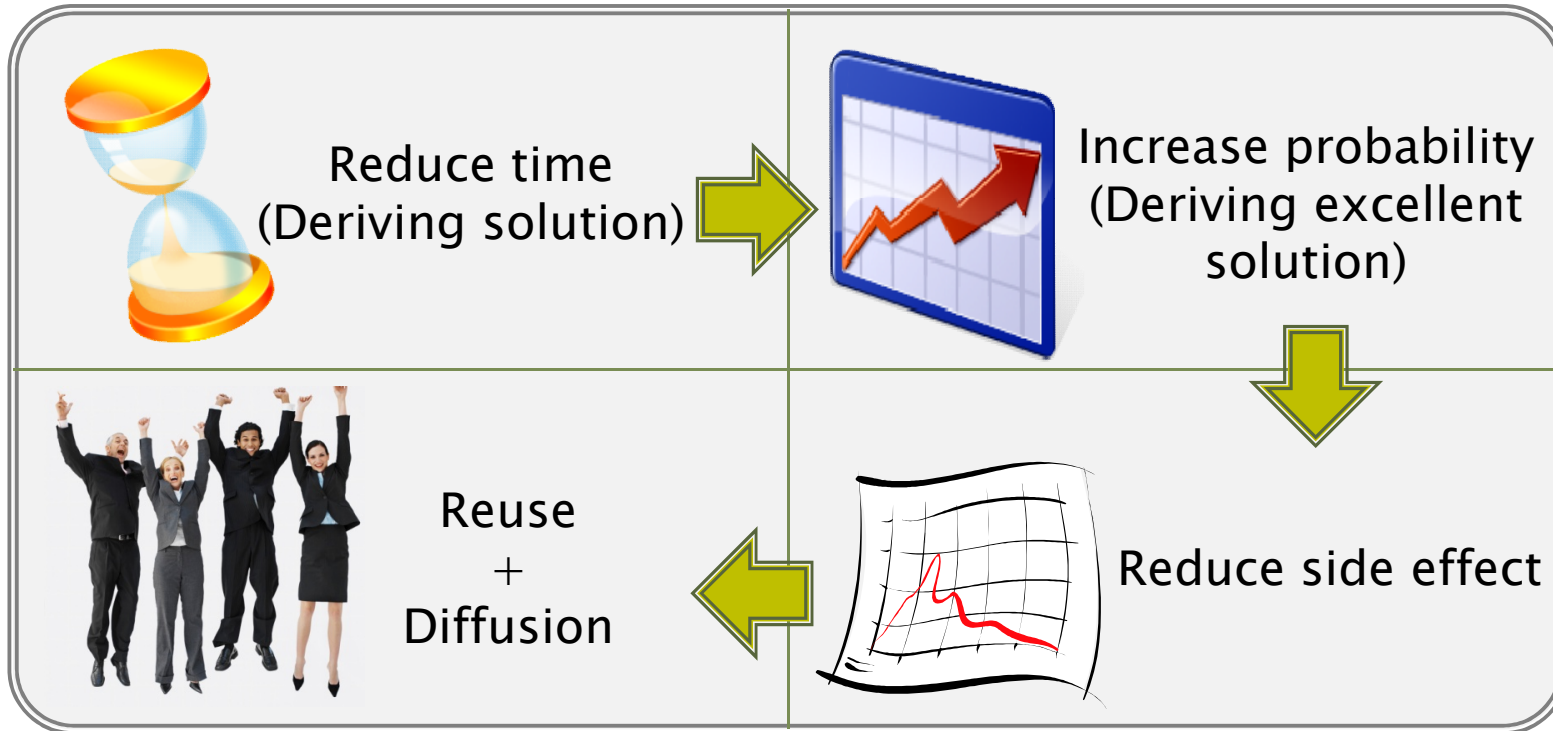 Reduce time
(Deriving solution)
Increase probability
(Deriving excellent
solution)
Reduce side effect
Reuse
+
Diffusion